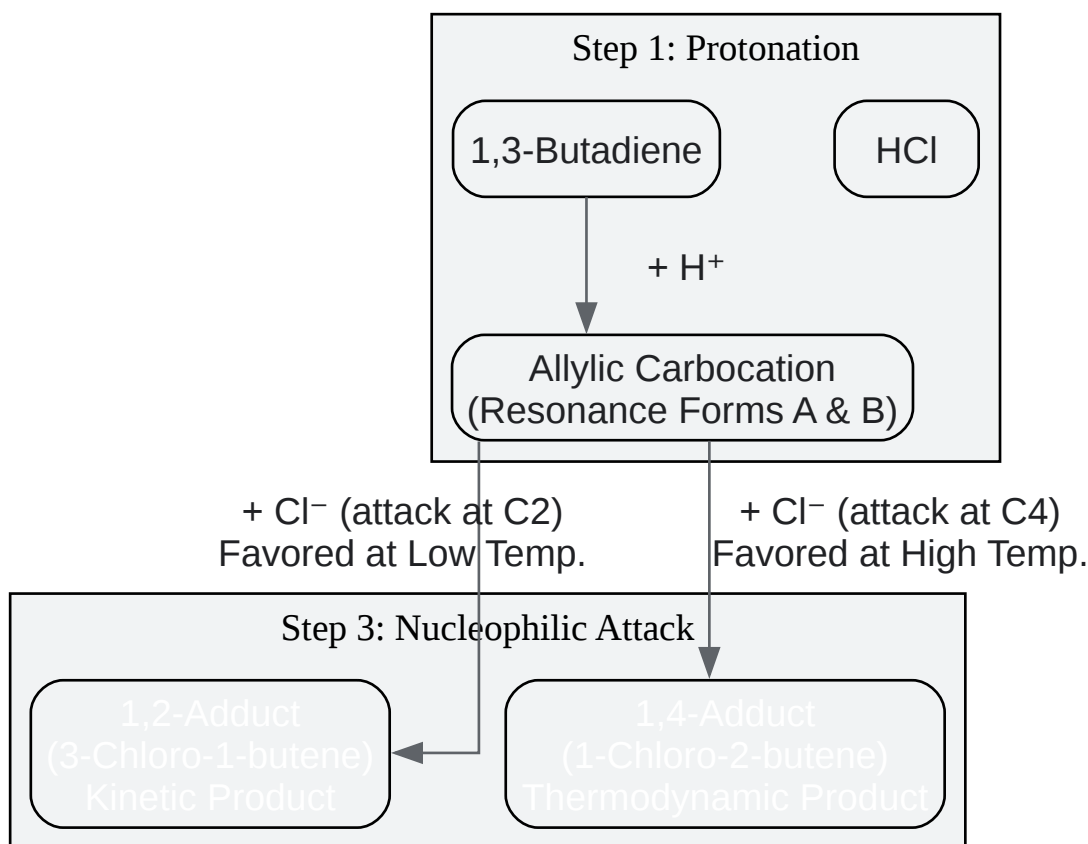 Step 1: Protonation
1,3-Butadiene
HCl
+ H⁺
Allylic Carbocation
(Resonance Forms A & B)
+ Cl⁻ (attack at C2)
Favored at Low Temp.
+ Cl⁻ (attack at C4)
Favored at High Temp.
Step 3: Nucleophilic Attack
1,2-Adduct
(3-Chloro-1-butene)
Kinetic Product
1,4-Adduct
(1-Chloro-2-butene)
Thermodynamic Product